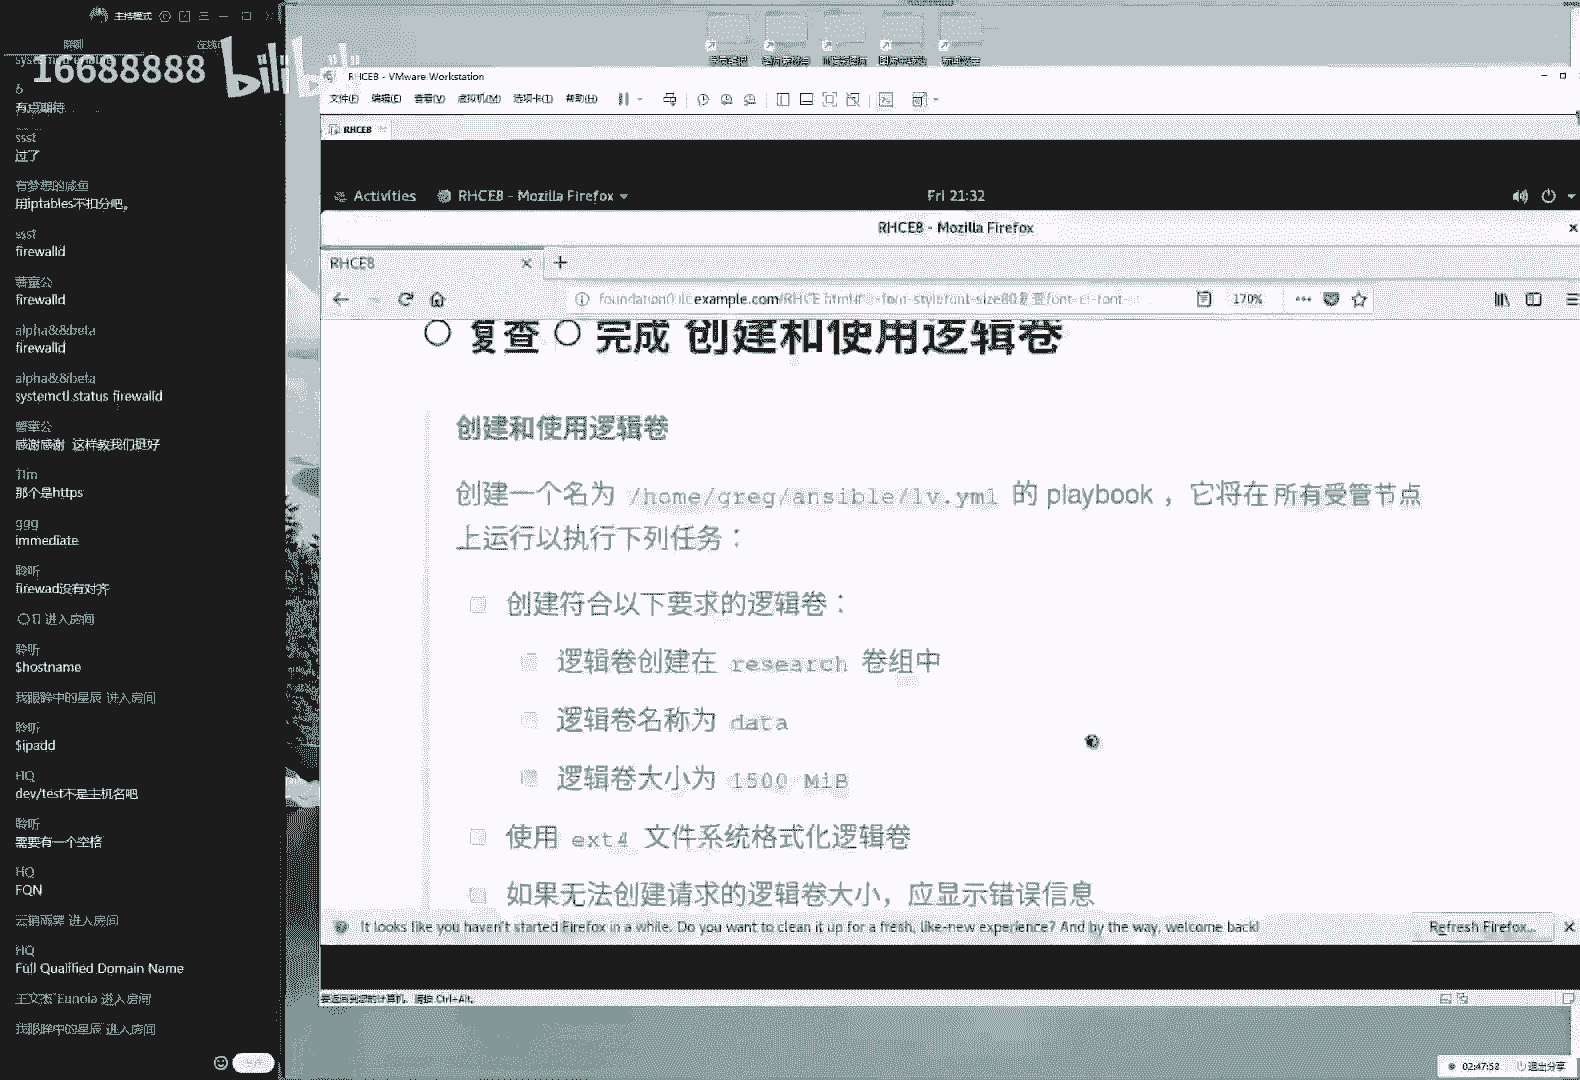 主持模式
16688888
bilibili
6
有点期待
ssst
过了
有梦想的咸鱼
用iptables不扣分吧。
ssst
firewalld
firewalld
alpha&&beta
firewalld
alpha&&beta
systemctl status firewalld
感谢感谢 这样教我们挺好
Tim
那个是https
ggg
immediate
聆听
firewad没有对齐
进入房间
聆听
$hostname
我眼眸中的星辰 进入房间
聆听
$ipadd
HQ
dev/test不是主机名吧
聆听
需要有一个空格
HQ
FQN
进入房间
HQ
Full Qualified Domain Name
王文杰 Eunoia 进入房间
我眼眸中的星辰 进入房间
RHCE8 - VMware Workstation
文件(F) 编辑(E) 查看(V) 虚拟机(M) 选项卡(T) 帮助(H)
RHCE8
Activities RHCE8 - Mozilla Firefox Fri 21:32
RHCE8 - Mozilla Firefox
RHCE8
170%
复查 完成 创建和使用逻辑卷
创建和使用逻辑卷
创建一个名为 /home/greg/ansible/lv.yml 的 playbook ，它将在所有受管节点
上运行以执行下列任务：
创建符合以下要求的逻辑卷：
逻辑卷创建在 research 卷组中
逻辑卷名称为 data
逻辑卷大小为 1500 MiB
使用 ext4 文件系统格式化逻辑卷
如果无法创建请求的逻辑卷大小，应显示错误信息
It looks like you haven't started Firefox in a while. Do you want to clean it up for a fresh, like-new experience? And by the way, welcome back!
Refresh Firefox...
要返回到您的计算机，请按 Ctrl+Alt。
02:47:58 退出分享